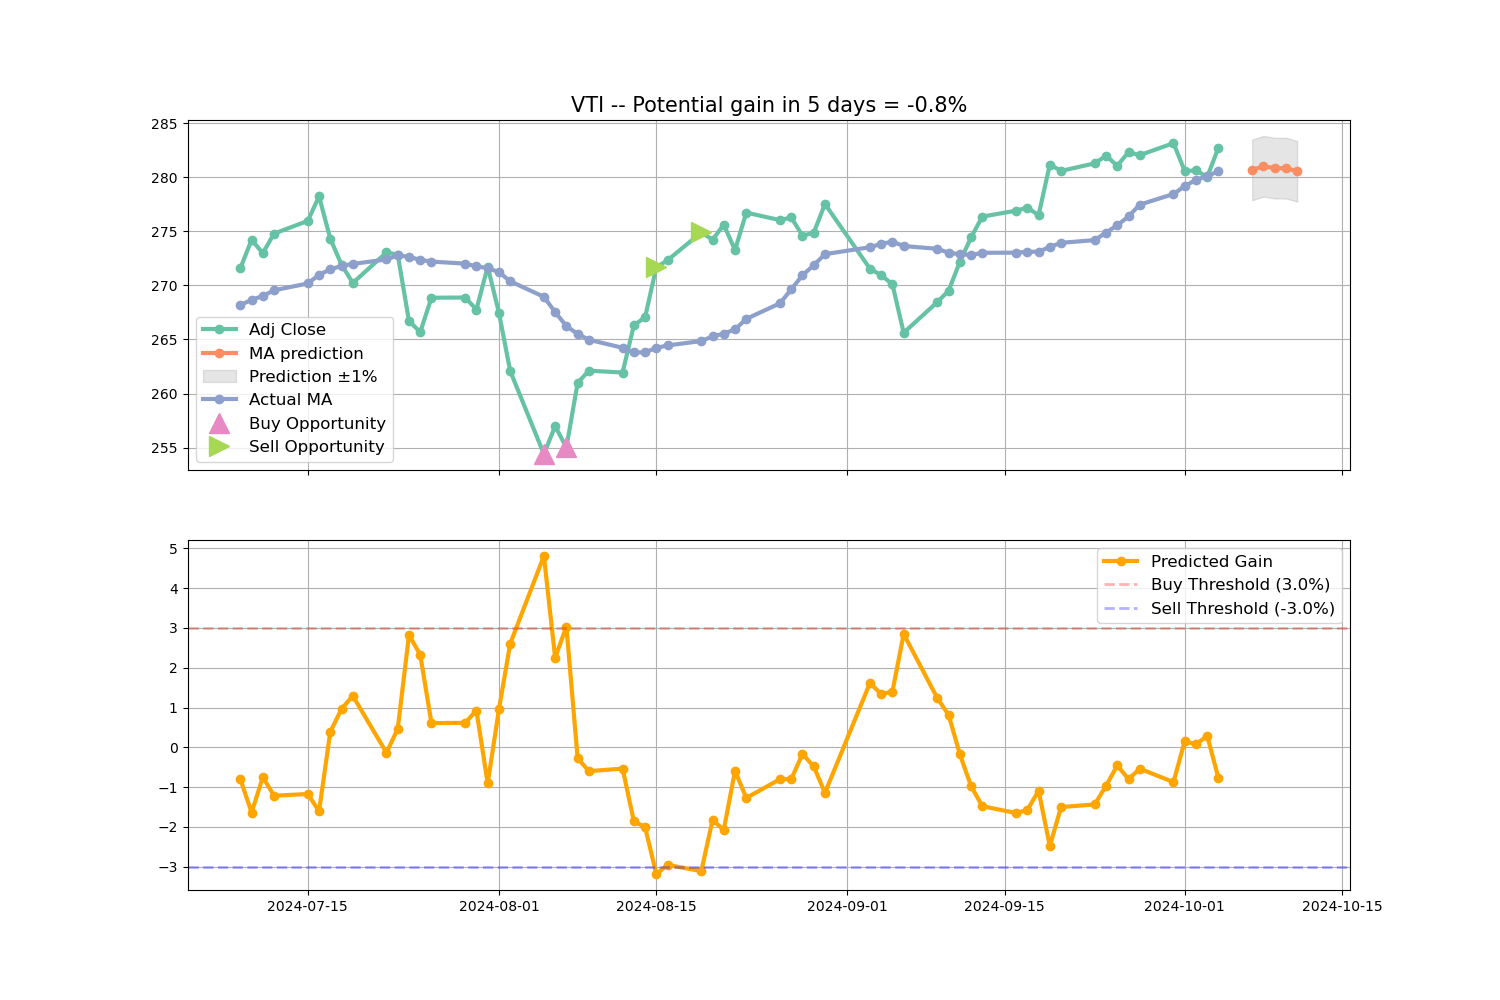 VTI -- Potential gain in 5 days = -0.8%
285
280
275
270
265
260
255
Adj Close
MA prediction
Prediction ±1%
Actual MA
Buy Opportunity
Sell Opportunity
5
4
3
2
1
0
−1
−2
−3
Predicted Gain
Buy Threshold (3.0%)
Sell Threshold (-3.0%)
2024-07-15
2024-08-01
2024-08-15
2024-09-01
2024-09-15
2024-10-01
2024-10-15